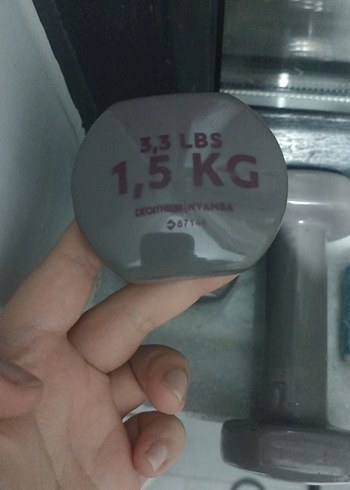 3,3 LBS
1,5 KG
DECATHLON NYAMBA